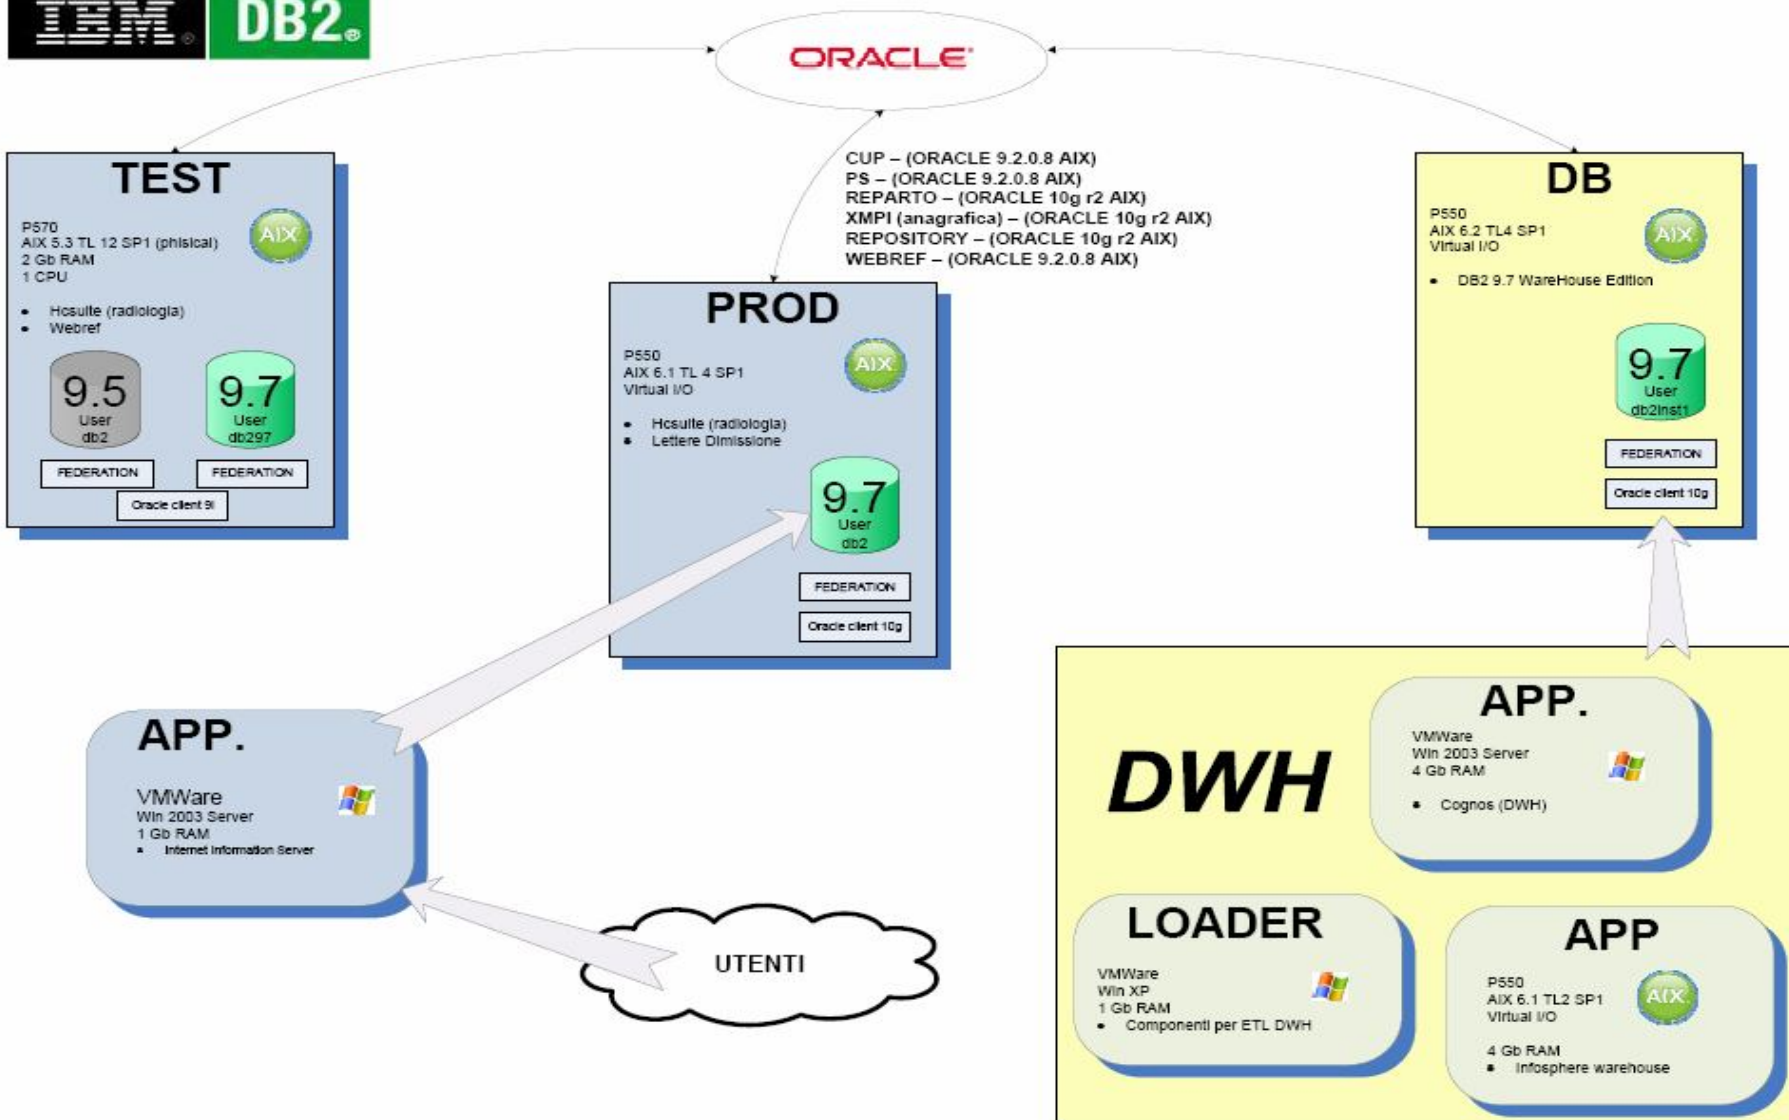 IBM®
DB2®
ORACLE®
CUP – (ORACLE 9.2.0.8 AIX)
PS – (ORACLE 9.2.0.8 AIX)
REPARTO – (ORACLE 10g r2 AIX)
XMPI (anagrafica) – (ORACLE 10g r2 AIX)
REPOSITORY – (ORACLE 10g r2 AIX)
WEBREF – (ORACLE 9.2.0.8 AIX)
TEST
P570
AIX 5.3 TL 12 SP1 (phisical)
2 Gb RAM
1 CPU
AIX
• Hcsuite (radiologia)
• Webref
9.5
User
db2
9.7
User
db297
FEDERATION
FEDERATION
Oracle client 9i
PROD
P550
AIX 6.1 TL 4 SP1
Virtual I/O
AIX
• Hcsuite (radiologia)
• Lettere Dimissione
9.7
User
db2
FEDERATION
Oracle client 10g
DB
P550
AIX 6.2 TL4 SP1
Virtual I/O
AIX
• DB2 9.7 WareHouse Edition
9.7
User
db2inst1
FEDERATION
Oracle client 10g
APP.
VMWare
Win 2003 Server
1 Gb RAM
• Internet Information Server
UTENTI
DWH
APP.
VMWare
Win 2003 Server
4 Gb RAM
• Cognos (DWH)
LOADER
VMWare
Win XP
1 Gb RAM
• Componenti per ETL DWH
APP
P550
AIX 6.1 TL2 SP1
Virtual I/O
AIX
4 Gb RAM
• Infosphere warehouse